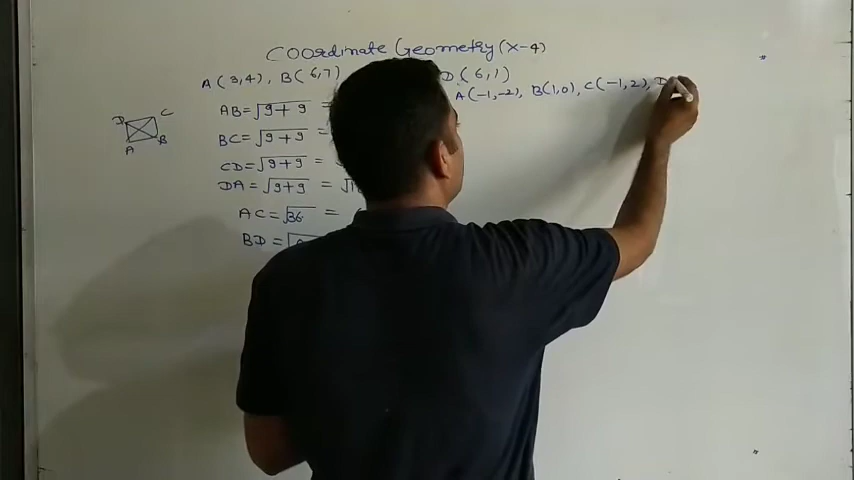 Coordinate Geometry (X-4)
A(3,4), B(6,7) D(6,1)
A(-1,-2), B(1,0), C(-1,2), D
D C
A B
AB=√9+9 =
BC=√9+9 =
CD=√9+9 =
DA=√9+9 =
AC=√36 =
BD=